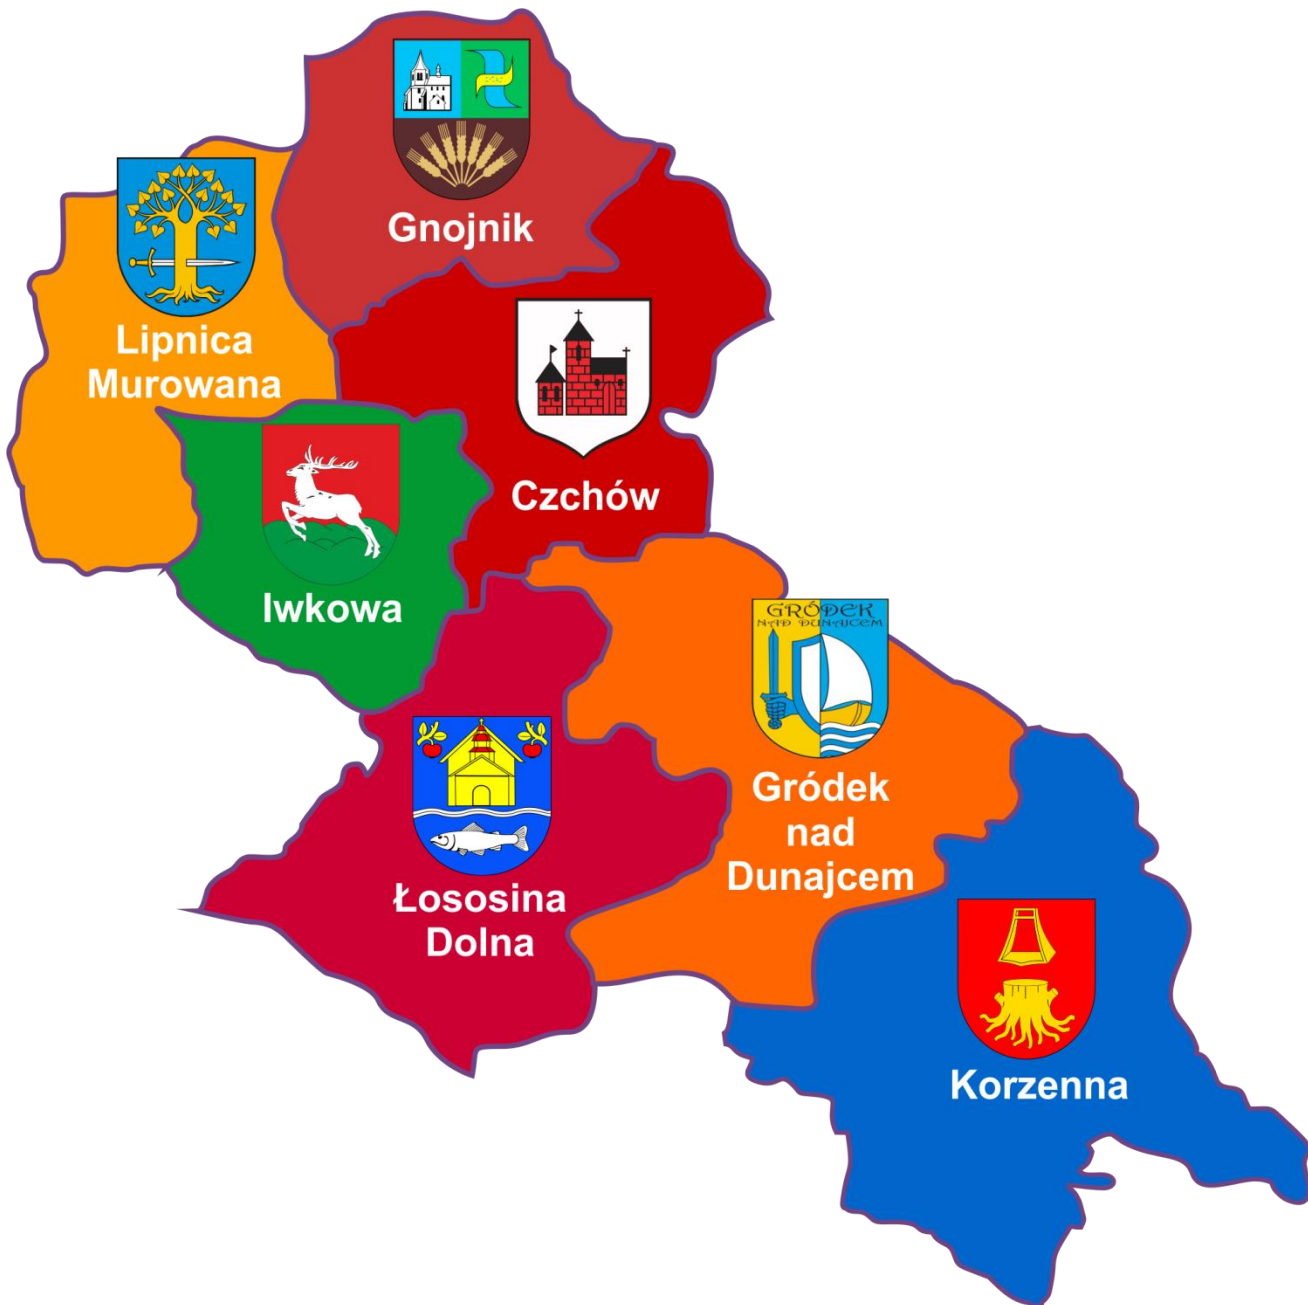 Gnojnik
Lipnica
Murowana
Czchów
Iwkowa
GRÓDEK
NAD DUNAJCEM
Gródek
nad
Dunajcem
Łososina
Dolna
Korzenna